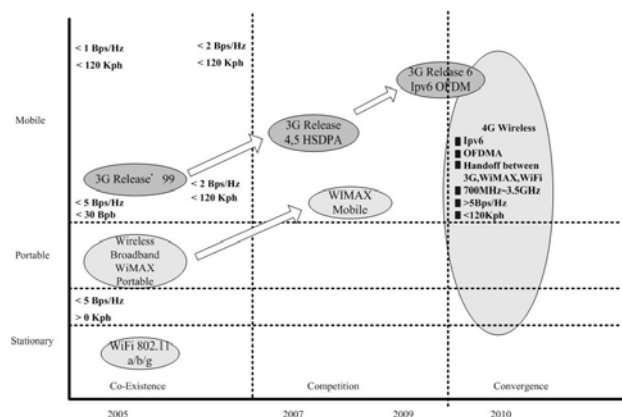 < 1 Bps/Hz
< 120 Kph
< 2 Bps/Hz
< 120 Kph
3G Release 6
Ipv6 OFDM
Mobile
3G Release
4,5 HSDPA
4G Wireless
Ipv6
OFDMA
Handoff between
3G,WiMAX,WiFi
700MHz~3.5GHz
>5Bps/Hz
<120Kph
3G Release' 99
< 2 Bps/Hz
< 120 Kph
< 5 Bps/Hz
< 30 Bpb
WIMAX
Mobile
Portable
Wireless
Broadband
WiMAX
Portable
< 5 Bps/Hz
> 0 Kph
Stationary
WiFi 802.11
a/b/g
Co-Existence
Competition
Convergence
2005
2007
2009
2010